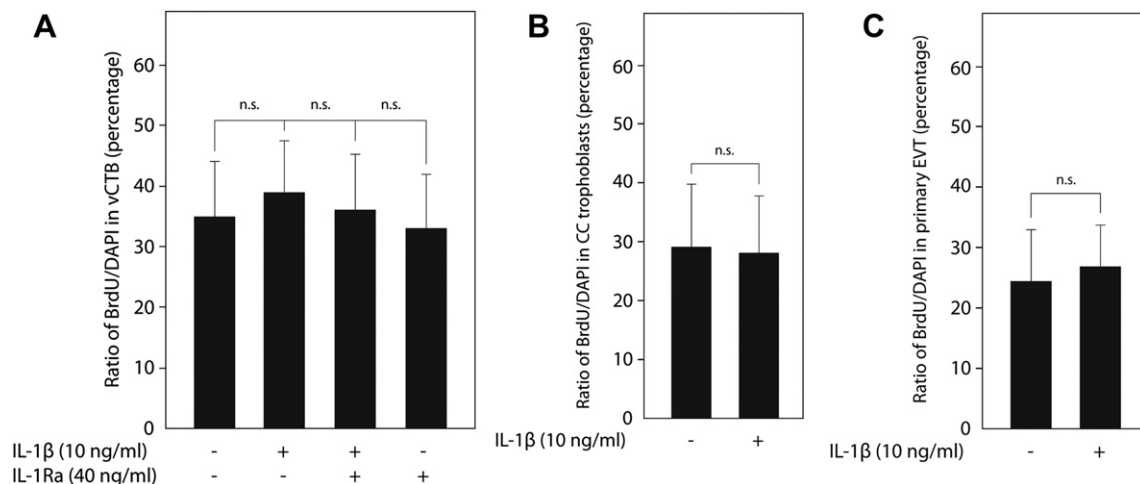 A
Ratio of BrdU/DAPI in vCTB (percentage)
60
50
40
30
20
10
0
n.s.
n.s.
n.s.
IL-1β (10 ng/ml) - + + -
IL-1Ra (40 ng/ml) - - + +
B
Ratio of BrdU/DAPI in CC trophoblasts (percentage)
60
50
40
30
20
10
0
n.s.
IL-1β (10 ng/ml) - +
C
Ratio of BrdU/DAPI in primary EVT (percentage)
60
50
40
30
20
10
0
n.s.
IL-1β (10 ng/ml) - +